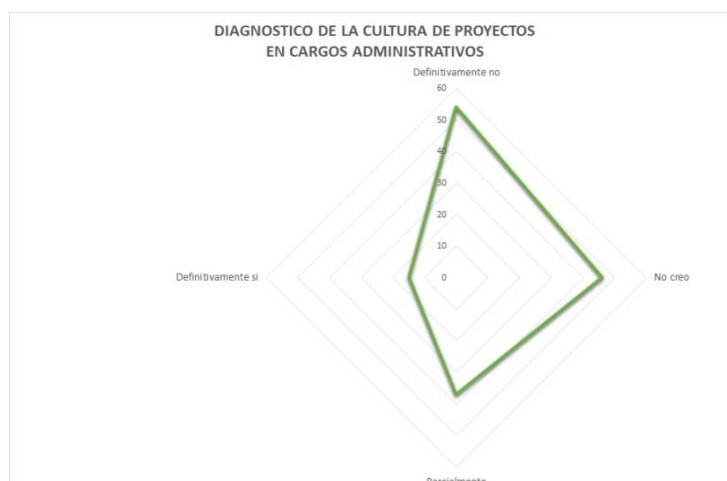 DIAGNOSTICO DE LA CULTURA DE PROYECTOS
EN CARGOS ADMINISTRATIVOS
Definitivamente no
60
50
40
30
20
10
0
Definitivamente si
No creo
Parcialmente